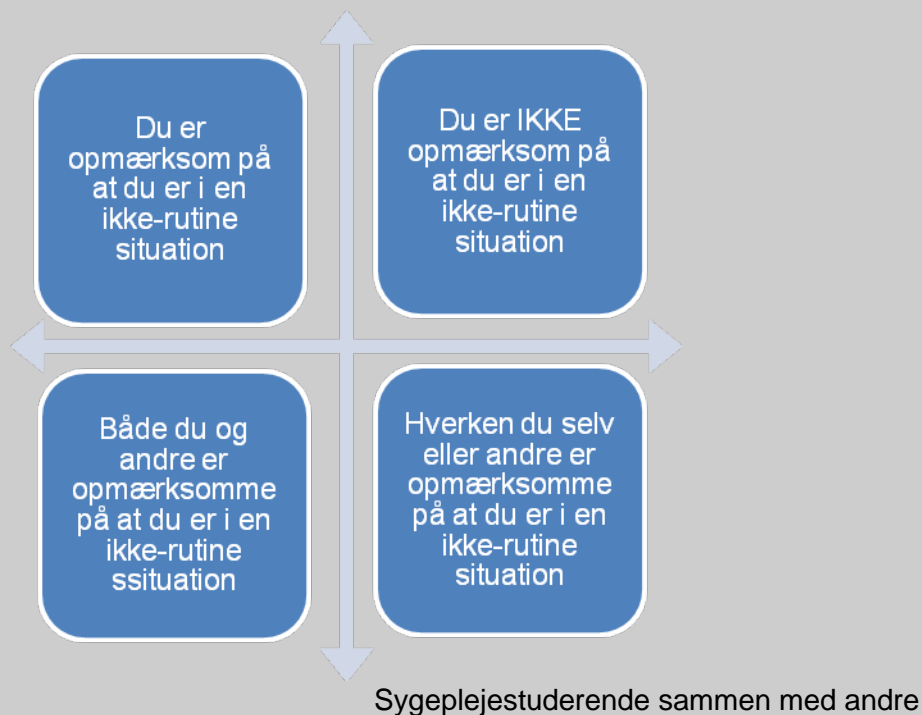 Du er
opmærksom på
at du er i en
ikke-rutine
situation
Du er IKKE
opmærksom på
at du er i en
ikke-rutine
situation
Både du og
andre er
opmærksomme
på at du er i en
ikke-rutine
ssituation
Hverken du selv
eller andre er
opmærksomme
på at du er i en
ikke-rutine
situation
Sygeplejestuderende sammen med andre